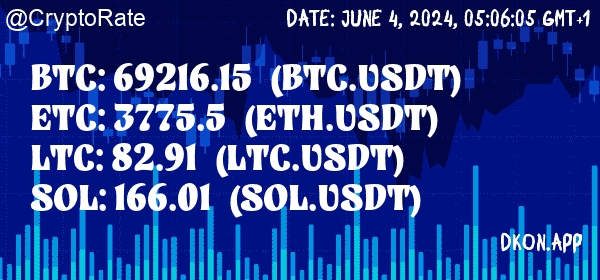 @CryptoRate
DATE: JUNE 4, 2024, 05:06:05 GMT+1
BTC: 69216.15 (BTC.USDT)
ETC: 3775.5 (ETH.USDT)
LTC: 82.91 (LTC.USDT)
SOL: 166.01 (SOL.USDT)
DKON.APP